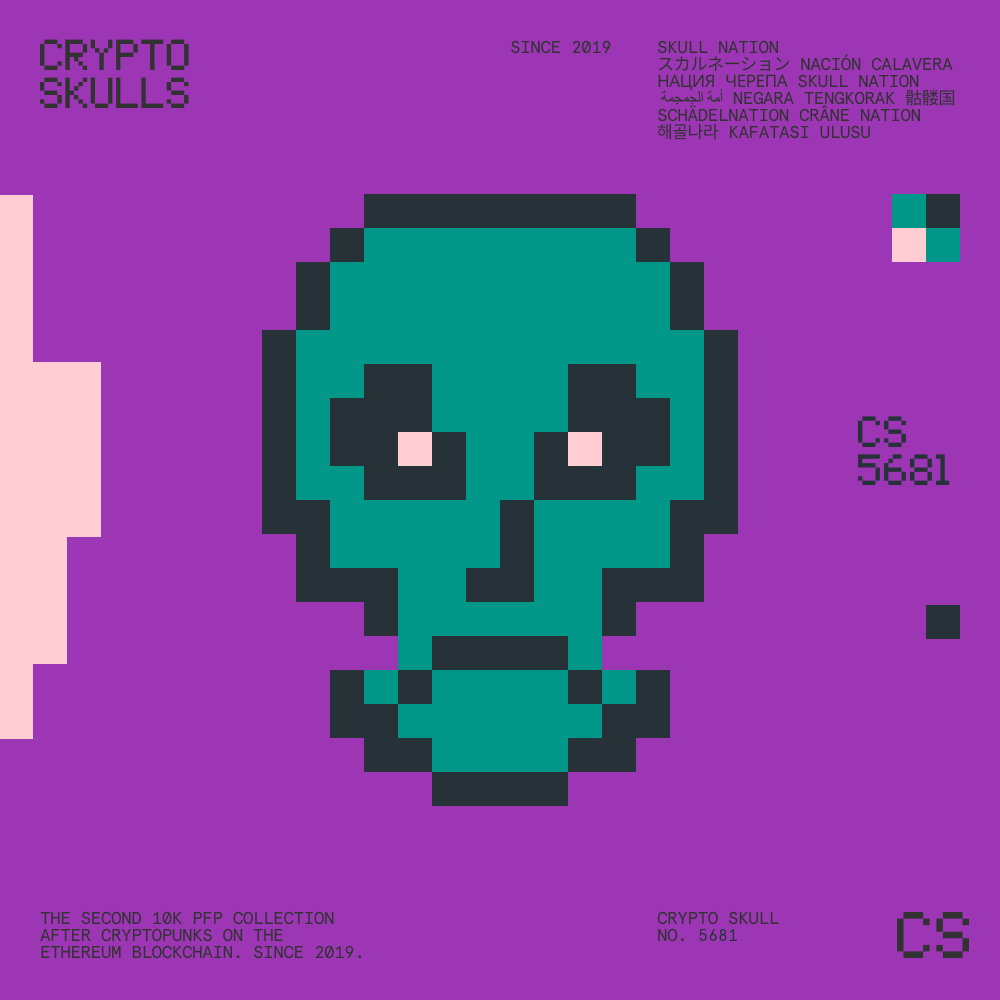 CRYPTO
SKULLS
SINCE 2019
SKULL NATION
スカルネーション NACIÓN CALAVERA
НАЦИЯ ЧЕРЕПА SKULL NATION
أمة الجمجمة NEGARA TENGKORAK 骷髅国
SCHÄDELNATION CRÂNE NATION
해골나라 KAFATASI ULUSU
CS
5681
THE SECOND 10K PFP COLLECTION
AFTER CRYPTOPUNKS ON THE
ETHEREUM BLOCKCHAIN. SINCE 2019.
CRYPTO SKULL
NO. 5681
CS